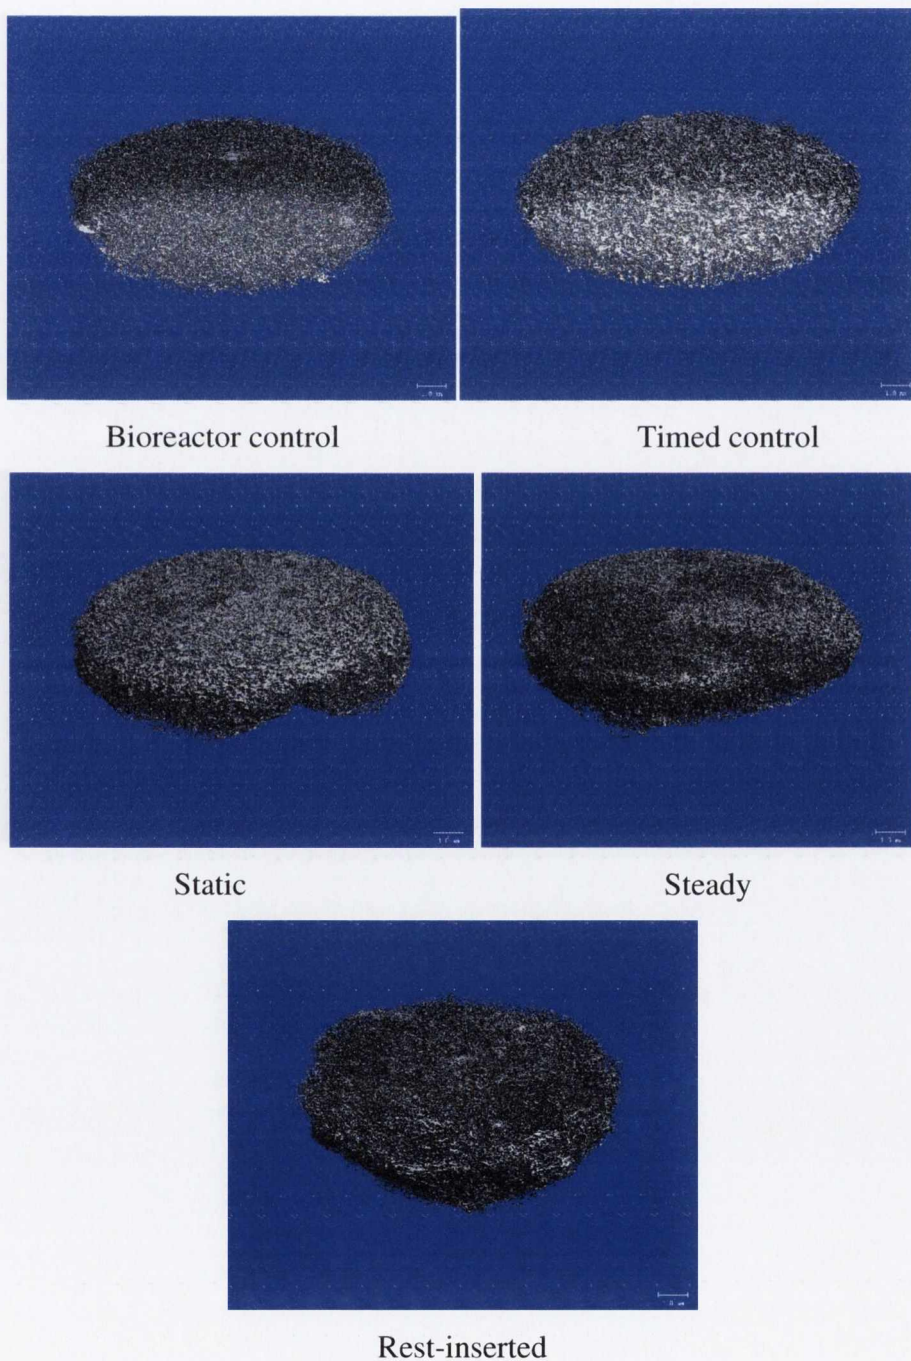 Bioreactor control
Timed control
Static
Steady
Rest-inserted